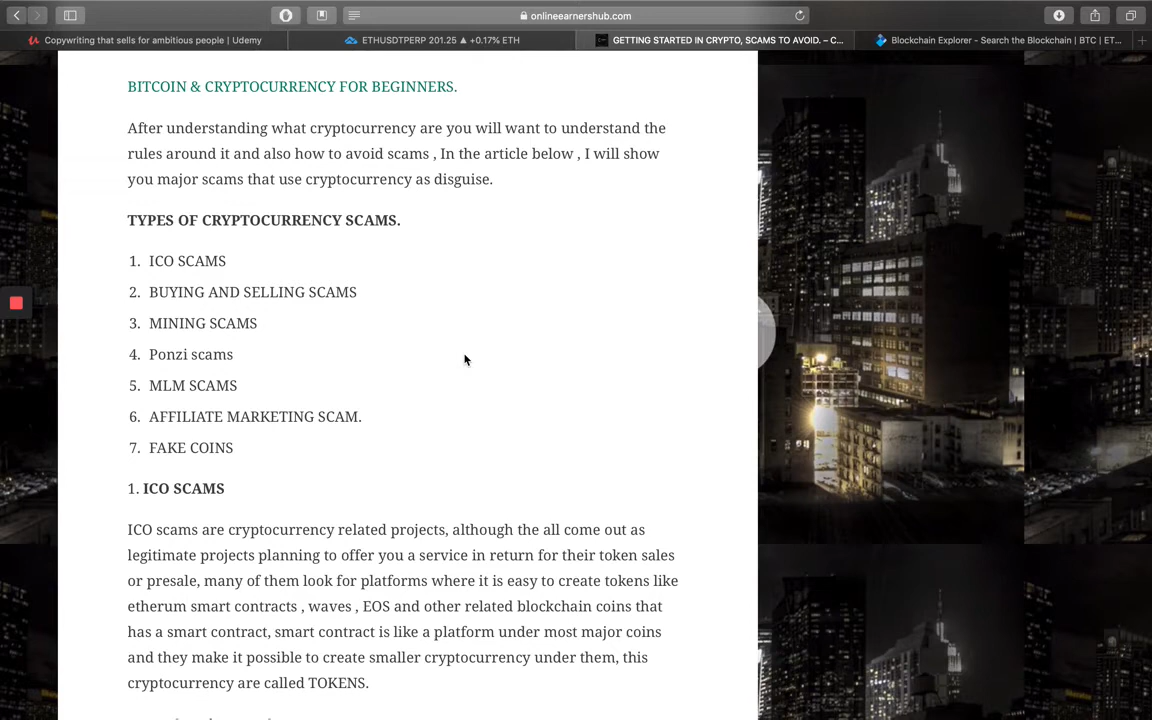 onlineearnershub.com
Copywriting that sells for ambitious people | Udemy
ETHUSDTPERP 201.25 ▲ +0.17% ETH
GETTING STARTED IN CRYPTO, SCAMS TO AVOID. – C...
Blockchain Explorer - Search the Blockchain | BTC | ET...
BITCOIN & CRYPTOCURRENCY FOR BEGINNERS.
After understanding what cryptocurrency are you will want to understand the
rules around it and also how to avoid scams , In the article below , I will show
you major scams that use cryptocurrency as disguise.
TYPES OF CRYPTOCURRENCY SCAMS.
1. ICO SCAMS
2. BUYING AND SELLING SCAMS
3. MINING SCAMS
4. Ponzi scams
5. MLM SCAMS
6. AFFILIATE MARKETING SCAM.
7. FAKE COINS
1. ICO SCAMS
ICO scams are cryptocurrency related projects, although the all come out as
legitimate projects planning to offer you a service in return for their token sales
or presale, many of them look for platforms where it is easy to create tokens like
etherum smart contracts , waves , EOS and other related blockchain coins that
has a smart contract, smart contract is like a platform under most major coins
and they make it possible to create smaller cryptocurrency under them, this
cryptocurrency are called TOKENS.